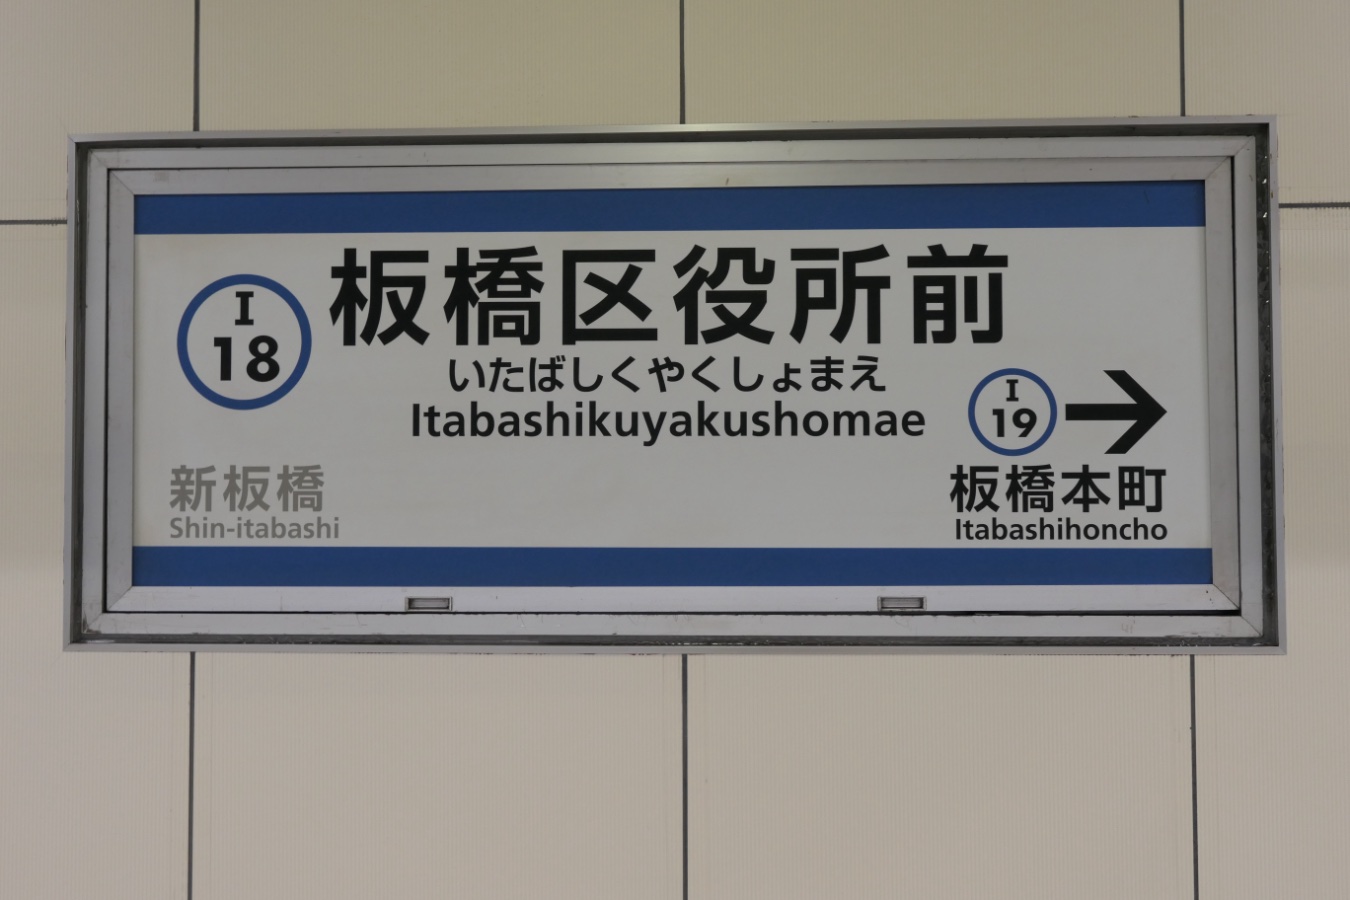 I
18
板橋区役所前
いたばしくやくしょまえ
Itabashikuyakushomae
I
19
新板橋
Shin-itabashi
板橋本町
Itabashihoncho